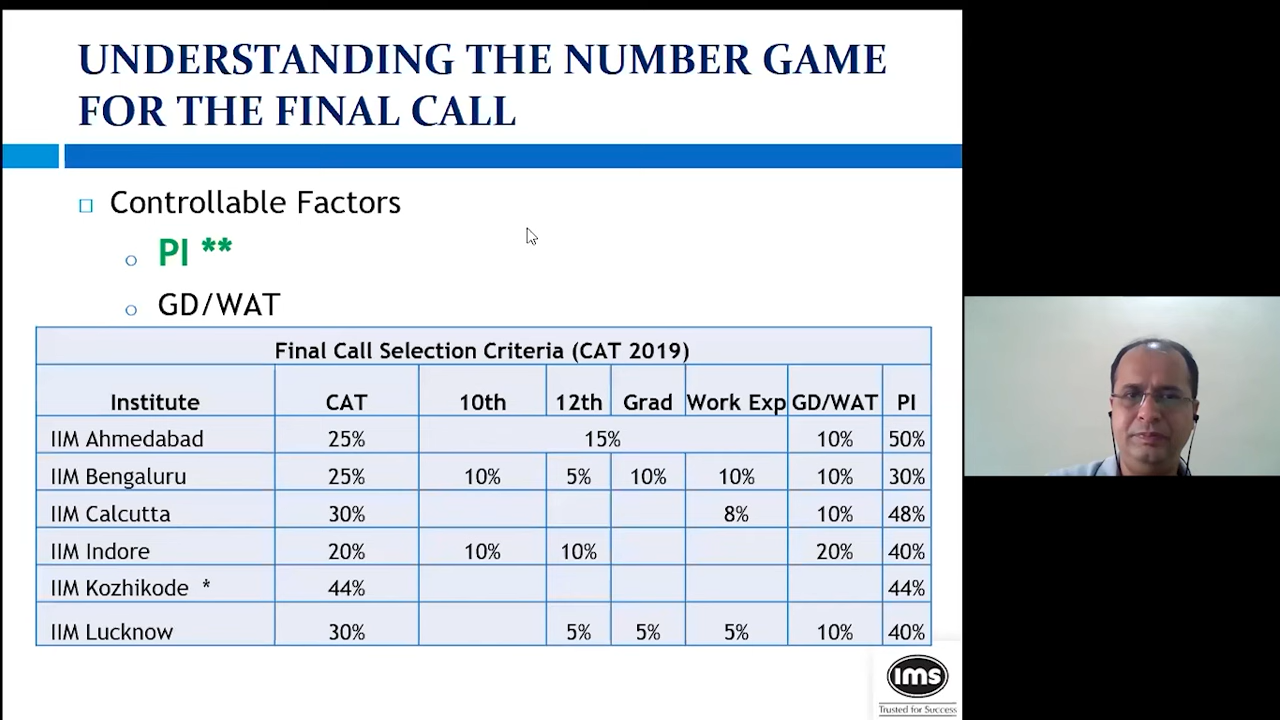 UNDERSTANDING THE NUMBER GAME
FOR THE FINAL CALL
Controllable Factors
PI **
GD/WAT
Final Call Selection Criteria (CAT 2019)
Institute CAT 10th 12th Grad Work Exp GD/WAT PI
IIM Ahmedabad 25% 15% 10% 50%
IIM Bengaluru 25% 10% 5% 10% 10% 10% 30%
IIM Calcutta 30% 8% 10% 48%
IIM Indore 20% 10% 10% 20% 40%
IIM Kozhikode * 44% 44%
IIM Lucknow 30% 5% 5% 5% 10% 40%
ims
Trusted for Success